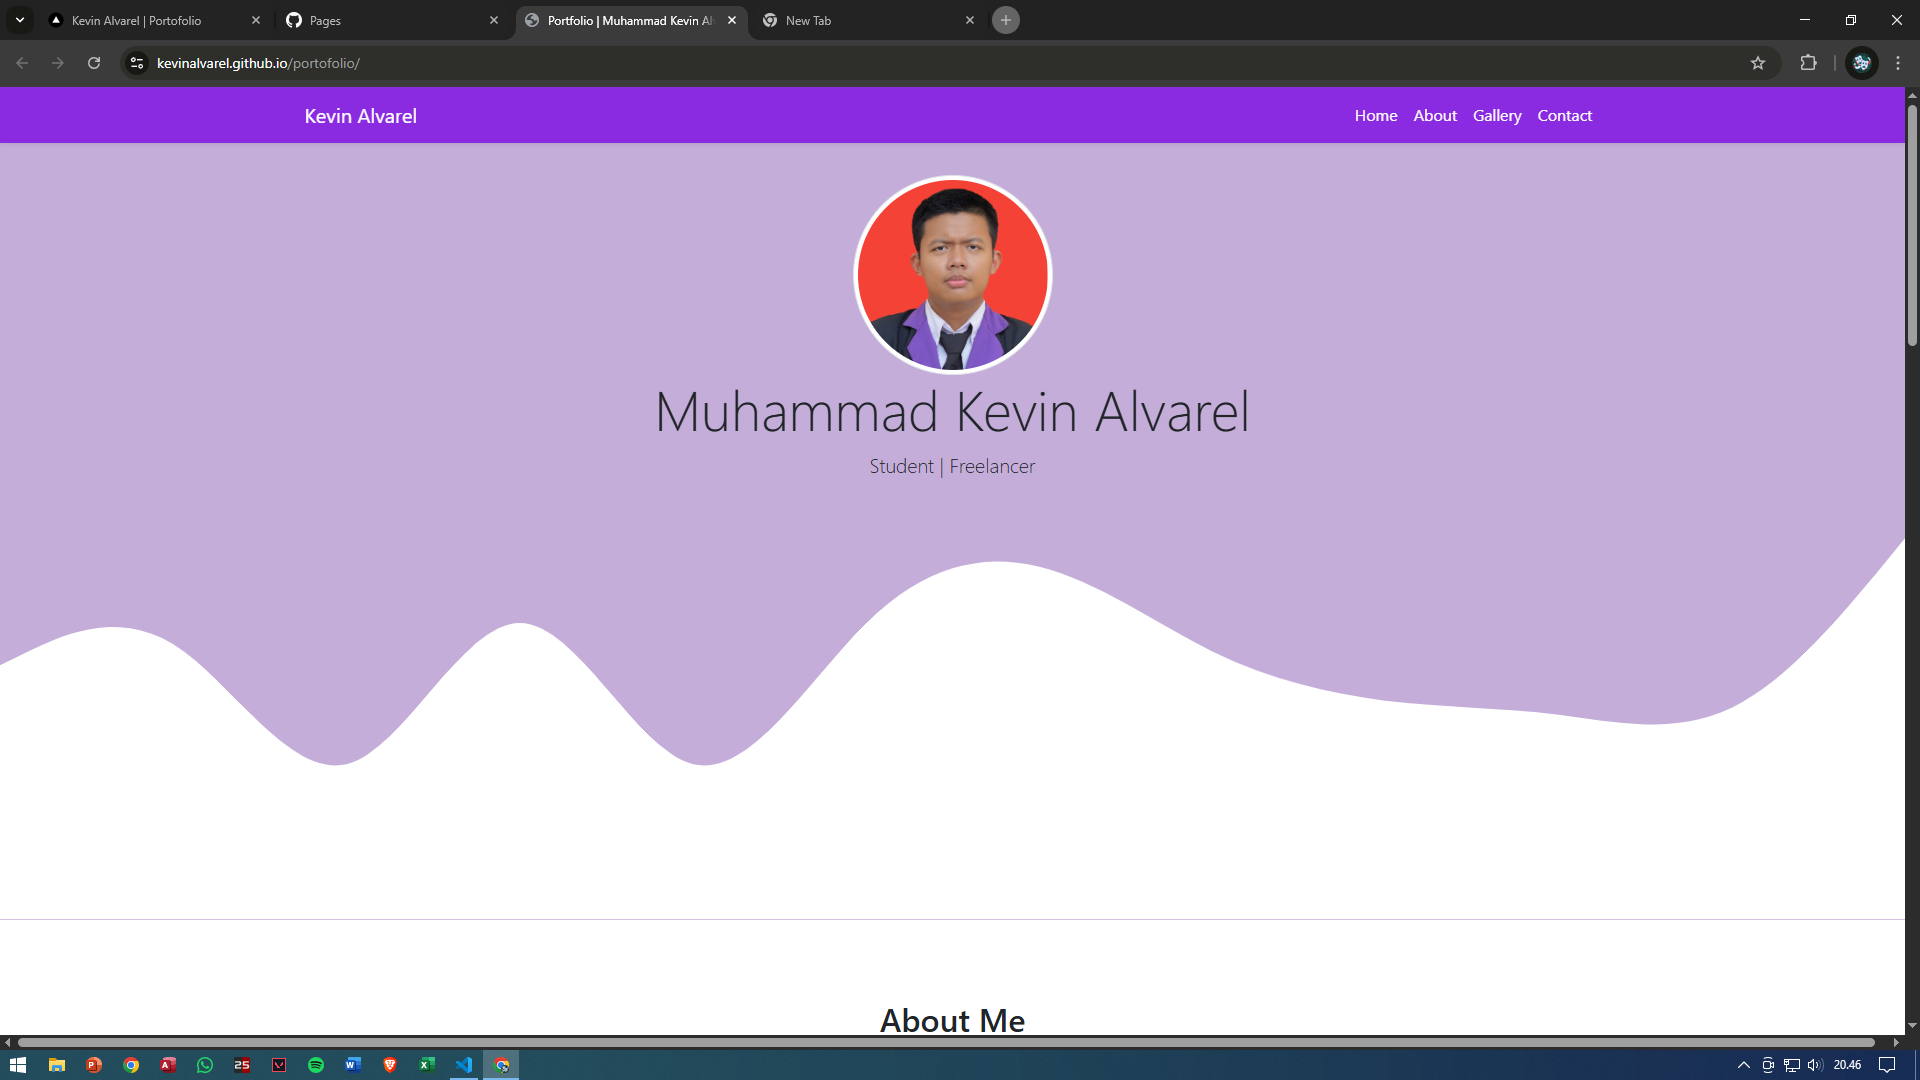 Kevin Alvarel | Portofolio
Pages
Portfolio | Muhammad Kevin Al
New Tab
kevinalvarel.github.io/portofolio/
Kevin Alvarel
Home
About
Gallery
Contact
Muhammad Kevin Alvarel
Student | Freelancer
About Me
20.46